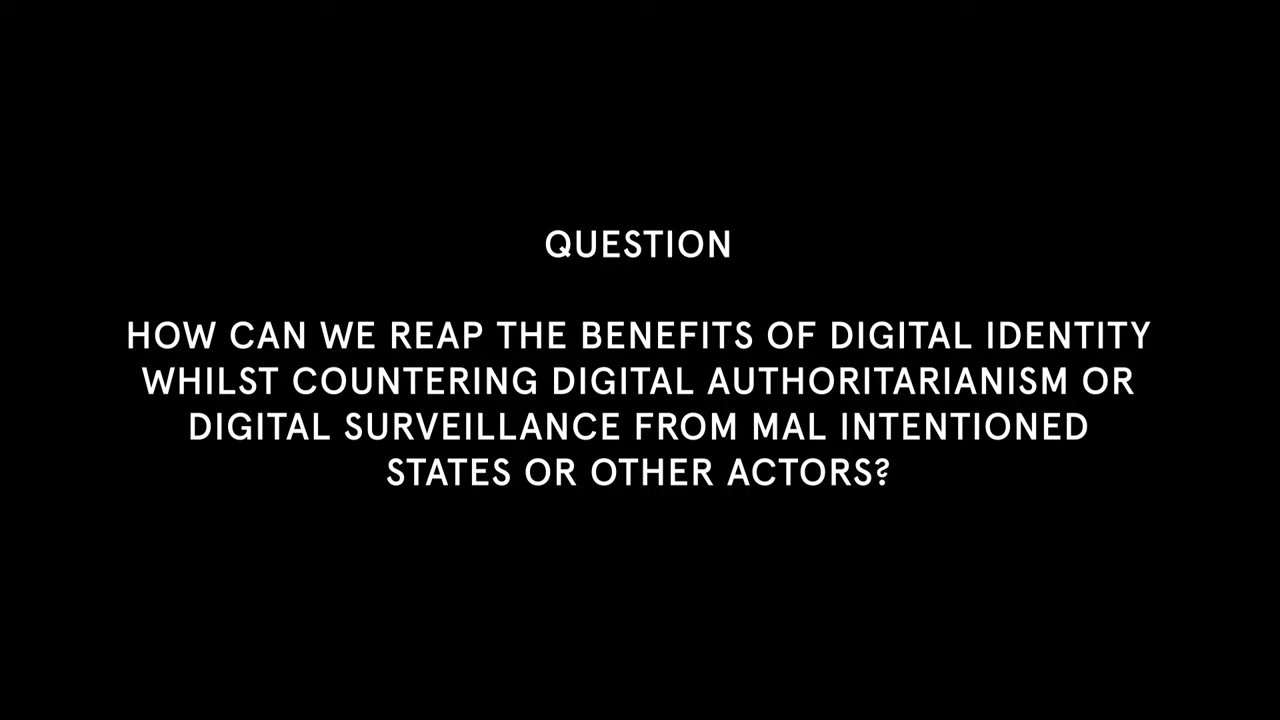 QUESTION
HOW CAN WE REAP THE BENEFITS OF DIGITAL IDENTITY
WHILST COUNTERING DIGITAL AUTHORITARIANISM OR
DIGITAL SURVEILLANCE FROM MAL INTENTIONED
STATES OR OTHER ACTORS?